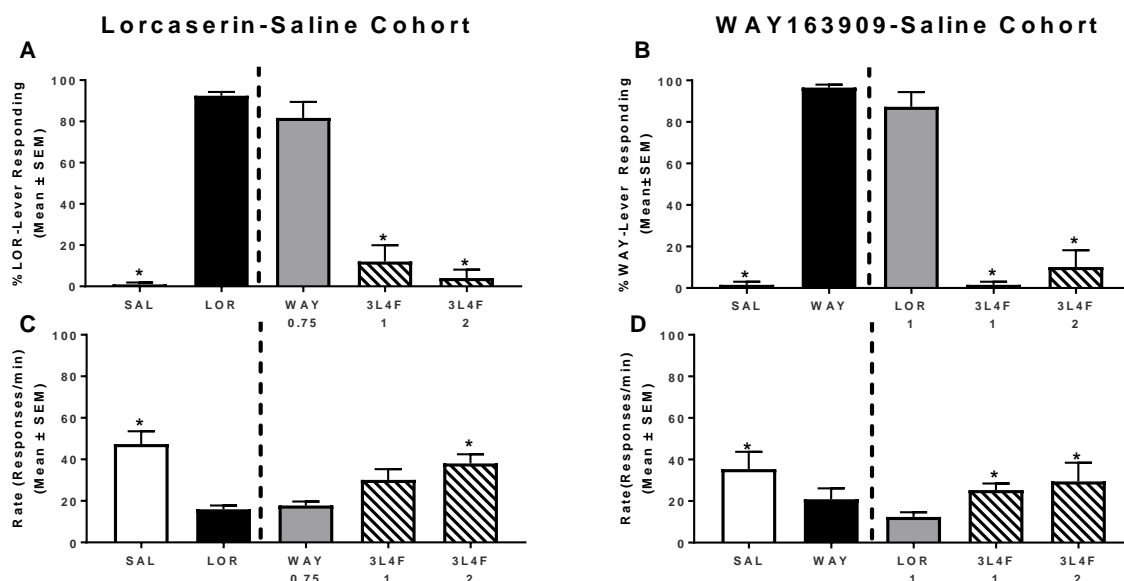 Lorcaserin-Saline Cohort
WAY163909-Saline Cohort
A
%LOR-Lever Responding
(Mean ± SEM)
100
80
60
40
20
0
*
*
*
SAL LOR WAY 3L4F 3L4F
0.75 1 2
B
%WAY-Lever Responding
(Mean±SEM)
100
80
60
40
20
0
*
*
*
SAL WAY LOR 3L4F 3L4F
1 1 2
C
Rate(Responses/min)
(Mean ± SEM)
100
80
60
40
20
0
*
*
SAL LOR WAY 3L4F 3L4F
0.75 1 2
D
Rate(Responses/min)
(Mean ± SEM)
100
80
60
40
20
0
*
*
*
SAL WAY LOR 3L4F 3L4F
1 1 2